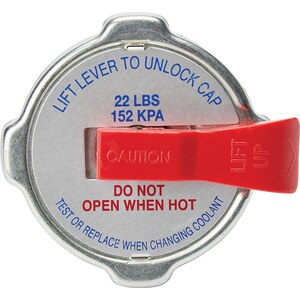 LIFT LEVER TO UNLOCK CAP
22 LBS
152 KPA
CAUTION
LIFT
UP
DO NOT
OPEN WHEN HOT
TEST OR REPLACE WHEN CHANGING COOLANT